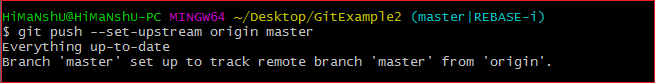 HiMaNshU@HiMaNshU-PC MINGW64 ~/Desktop/GitExample2 (master|REBASE-i)
$ git push --set-upstream origin master
Everything up-to-date
Branch 'master' set up to track remote branch 'master' from 'origin'.